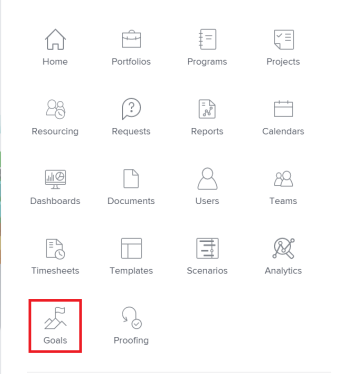 Home Portfolios Programs Projects
Resourcing Requests Reports Calendars
Dashboards Documents Users Teams
Timesheets Templates Scenarios Analytics
Goals Proofing